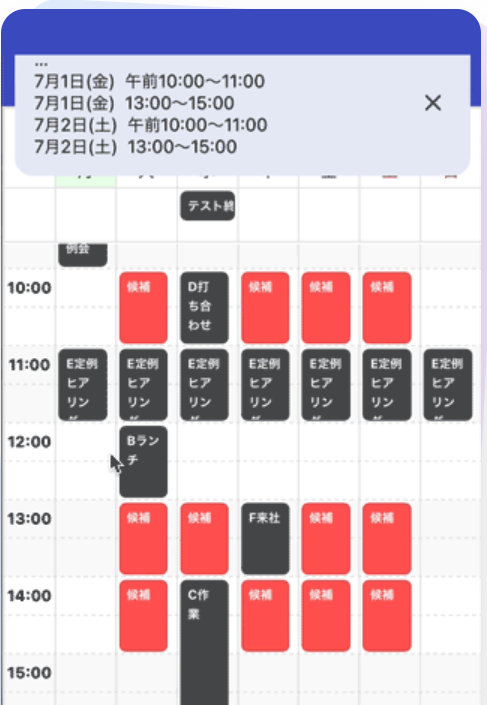 ...
7月1日(金) 午前10:00〜11:00
7月1日(金) 13:00〜15:00
7月2日(土) 午前10:00〜11:00
7月2日(土) 13:00〜15:00
テスト終
例会
10:00
候補
D打
ち合
わせ
候補
候補
候補
11:00
E定例
ヒア
リン
E定例
ヒア
リン
E定例
ヒア
リン
E定例
ヒア
リン
E定例
ヒア
リン
E定例
ヒア
リン
E定例
ヒア
リン
12:00
Bラン
チ
13:00
候補
候補
F来社
候補
候補
14:00
候補
C作
業
候補
候補
候補
15:00